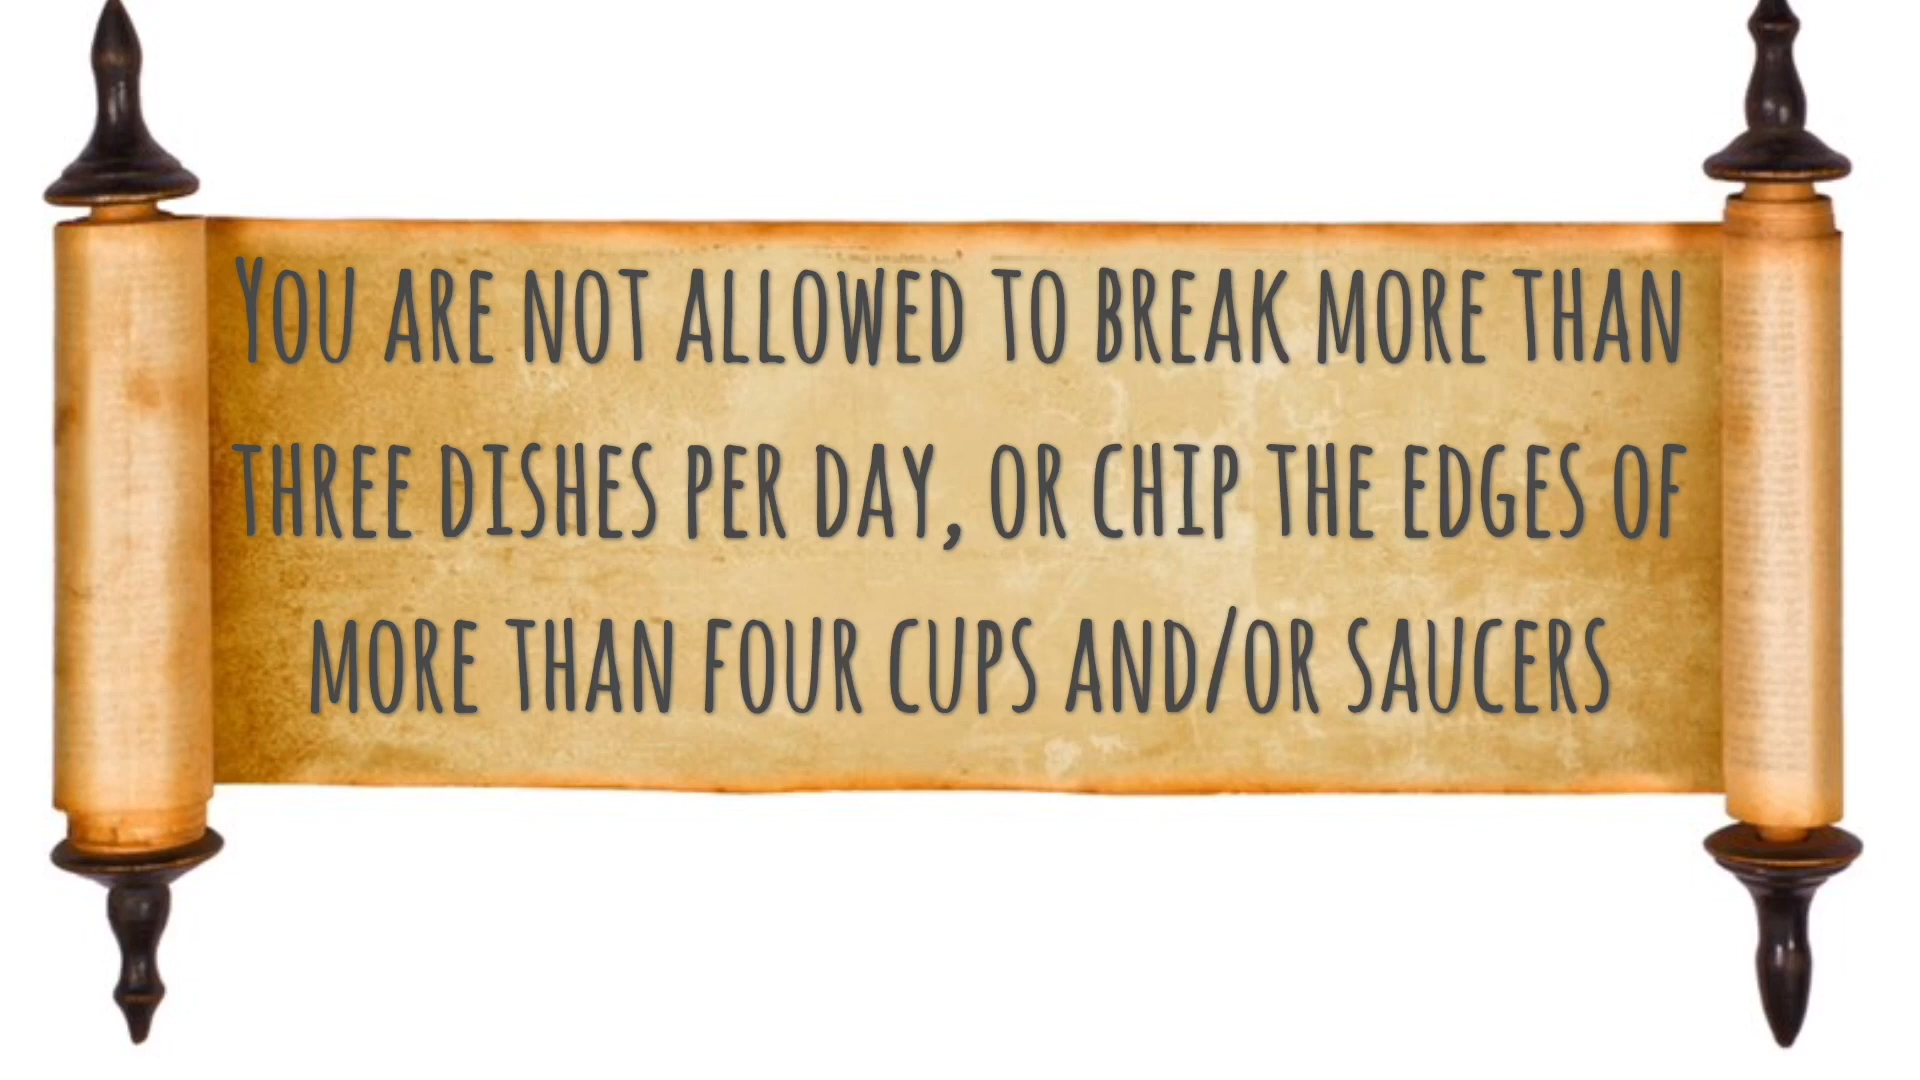 You are not allowed to break more than
three dishes per day, or chip the edges of
more than four cups and/or saucers